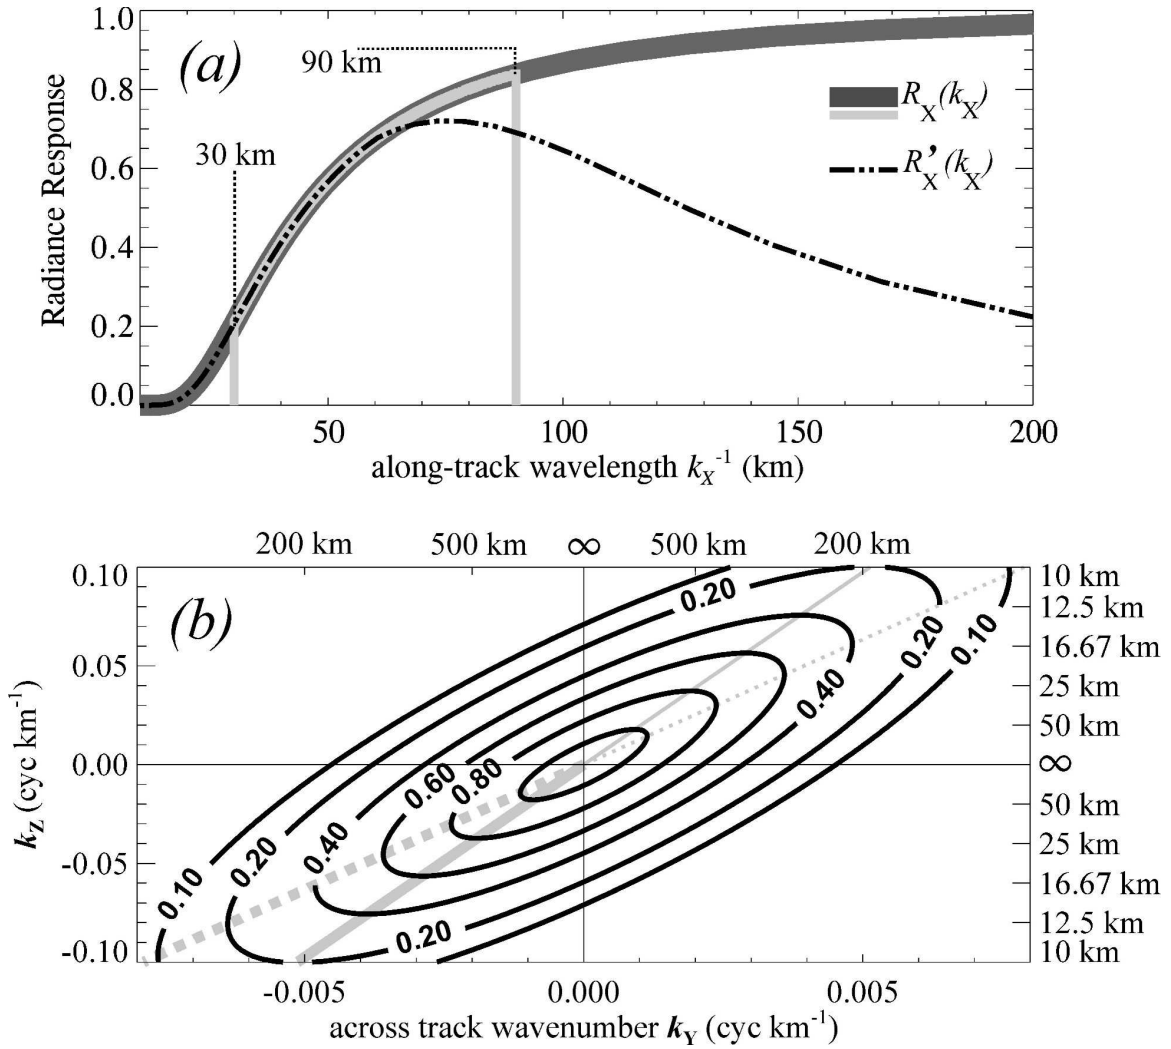 1.0
0.8
0.6
0.4
0.2
0.0
Radiance Response
(a)
90 km
30 km
R_X(k_X)
R'_X(k_X)
50 100 150 200
along-track wavelength k_X^-1 (km)
200 km 500 km ∞ 500 km 200 km
(b)
0.10
0.05
0.00
-0.05
-0.10
k_Z (cyc km^-1)
0.20
0.20
0.10
0.40
0.60
0.80
0.40
0.20
0.10
0.20
10 km
12.5 km
16.67 km
25 km
50 km
∞
50 km
25 km
16.67 km
12.5 km
10 km
-0.005 0.000 0.005
across track wavenumber k_Y (cyc km^-1)